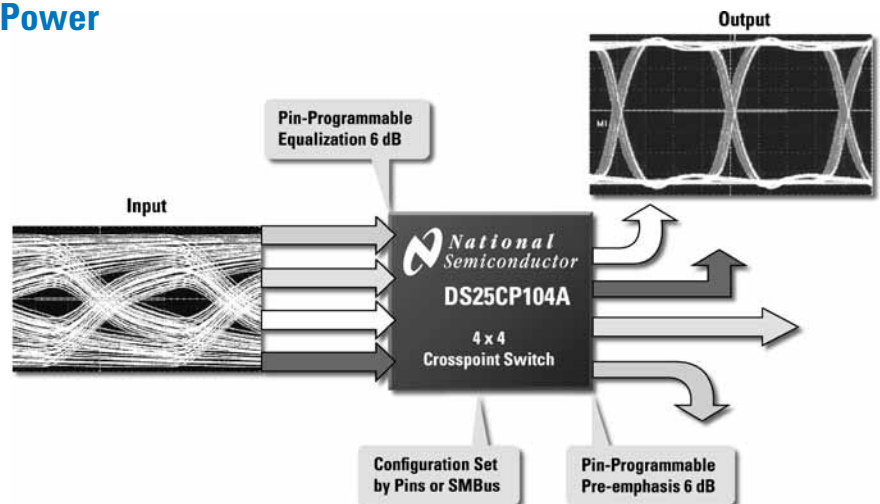 Power
Output
Pin-Programmable
Equalization 6 dB
Input
National
Semiconductor
DS25CP104A
4 x 4
Crosspoint Switch
Configuration Set
by Pins or SMBus
Pin-Programmable
Pre-emphasis 6 dB